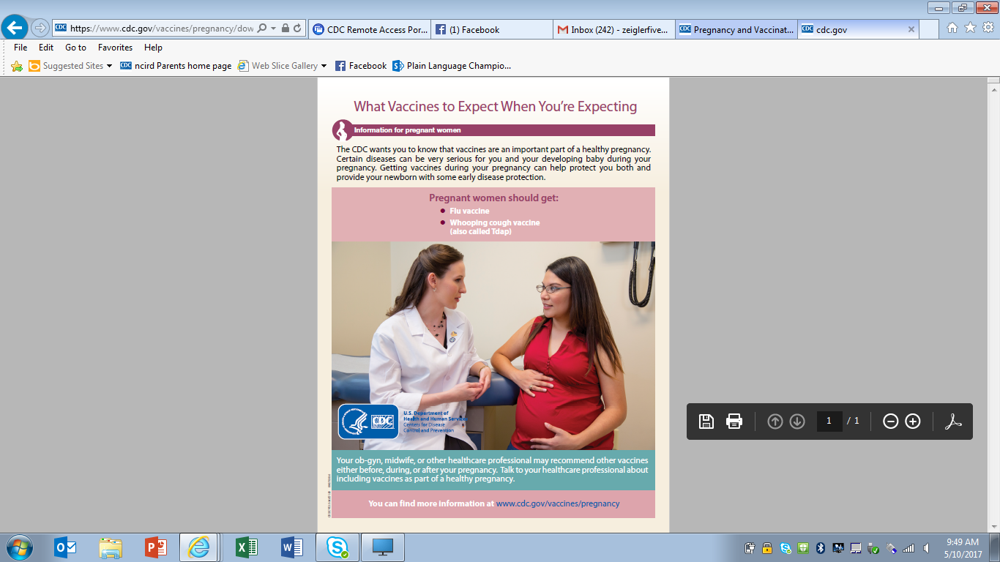 https://www.cdc.gov/vaccines/pregnancy/dow
CDC Remote Access Por...
(1) Facebook
Inbox (242) - zeiglerfive...
Pregnancy and Vaccinat...
cdc.gov
File Edit Go to Favorites Help
Suggested Sites
ncird Parents home page
Web Slice Gallery
Facebook
Plain Language Champio...
What Vaccines to Expect When You're Expecting
Information for pregnant women
The CDC wants you to know that vaccines are an important part of a healthy pregnancy.
Certain diseases can be very serious for you and your developing baby during your
pregnancy. Getting vaccines during your pregnancy can help protect you both and
provide your newborn with some early disease protection.
Pregnant women should get:
Flu vaccine
Whooping cough vaccine
(also called Tdap)
CDC
U.S. Department of
Health and Human Services
Centers for Disease
Control and Prevention
1 / 1
Your ob-gyn, midwife, or other healthcare professional may recommend other vaccines
either before, during, or after your pregnancy. Talk to your healthcare professional about
including vaccines as part of a healthy pregnancy.
You can find more information at www.cdc.gov/vaccines/pregnancy
9:49 AM
5/10/2017